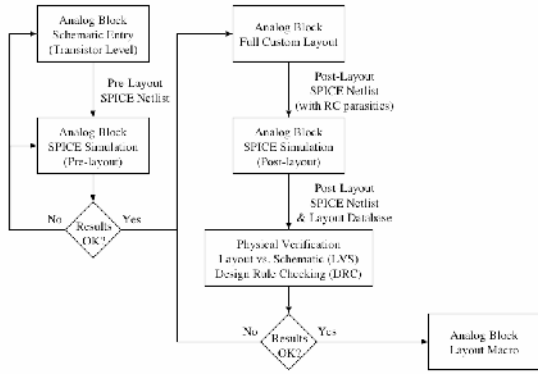 Analog Block
Schematic Entry
(Transistor Level)
Pre-Layout
SPICE Netlist
Analog Block
SPICE Simulation
(Pre-layout)
No
Results
OK?
Yes
Analog Block
Full Custom Layout
Post-Layout
SPICE Netlist
(with RC parasitics)
Analog Block
SPICE Simulation
(Post-layout)
Post-Layout
SPICE Netlist
& Layout Database
Physical Verification
Layout vs. Schematic (LVS)
Design Rule Checking (DRC)
No
Results
OK?
Yes
Analog Block
Layout Macro